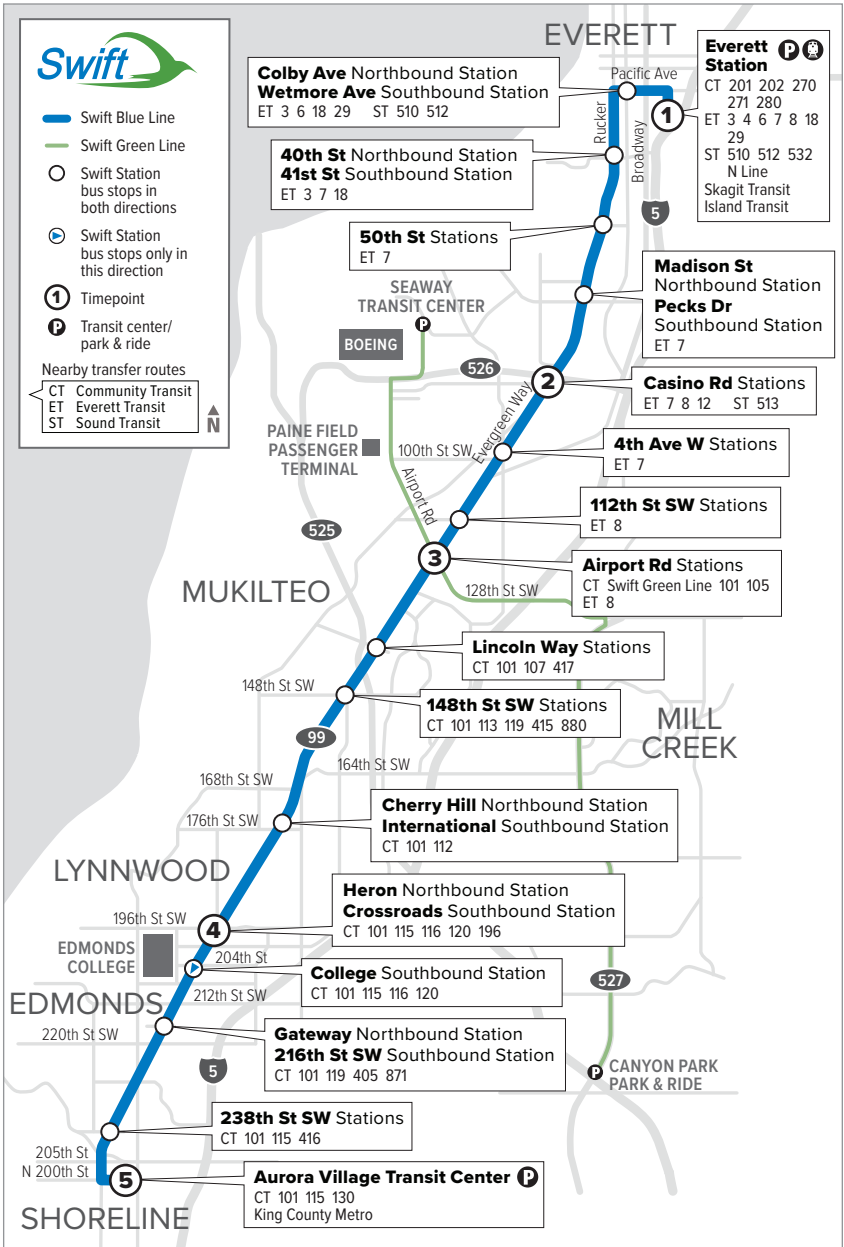 Swift
Swift Blue Line
Swift Green Line
Swift Station
bus stops in
both directions
Swift Station
bus stops only in
this direction
1 Timepoint
P Transit center/
park & ride
Nearby transfer routes
CT Community Transit
ET Everett Transit
ST Sound Transit
N
EVERETT
Everett P
Station
CT 201 202 270
271 280
ET 3 4 6 7 8 18
29
ST 510 512 532
N Line
Skagit Transit
Island Transit
Colby Ave Northbound Station
Wetmore Ave Southbound Station
ET 3 6 18 29 ST 510 512
Pacific Ave
1
Rucker
Broadway
40th St Northbound Station
41st St Southbound Station
ET 3 7 18
5
50th St Stations
ET 7
Madison St
Northbound Station
Pecks Dr
Southbound Station
ET 7
SEAWAY
TRANSIT CENTER
P
BOEING
526
2
Casino Rd Stations
ET 7 8 12 ST 513
Evergreen Way
PAINE FIELD
PASSENGER
TERMINAL
100th St SW
4th Ave W Stations
ET 7
Airport Rd
112th St SW Stations
ET 8
525
3
Airport Rd Stations
CT Swift Green Line 101 105
ET 8
MUKILTEO
128th St SW
Lincoln Way Stations
CT 101 107 417
148th St SW
148th St SW Stations
CT 101 113 119 415 880
MILL
CREEK
99
164th St SW
168th St SW
176th St SW
Cherry Hill Northbound Station
International Southbound Station
CT 101 112
LYNNWOOD
Heron Northbound Station
Crossroads Southbound Station
CT 101 115 116 120 196
196th St SW
4
EDMONDS
COLLEGE
204th St
College Southbound Station
CT 101 115 116 120
212th St SW
527
EDMONDS
220th St SW
Gateway Northbound Station
216th St SW Southbound Station
CT 101 119 405 871
5
P CANYON PARK
PARK & RIDE
238th St SW Stations
CT 101 115 416
205th St
N 200th St
5
Aurora Village Transit Center P
CT 101 115 130
King County Metro
SHORELINE